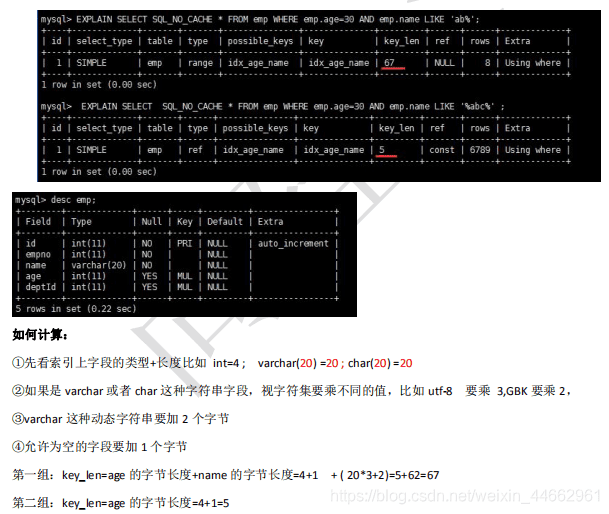 mysql> EXPLAIN SELECT SQL_NO_CACHE * FROM emp WHERE emp.age=30 AND emp.name LIKE 'ab%';
| id | select_type | table | type | possible_keys | key | key_len | ref | rows | Extra |
| 1 | SIMPLE | emp | range | idx_age_name | idx_age_name | 67 | NULL | 8 | Using where |
1 row in set (0.00 sec)
mysql> EXPLAIN SELECT SQL_NO_CACHE * FROM emp WHERE emp.age=30 AND emp.name LIKE '%abc%' ;
| id | select_type | table | type | possible_keys | key | key_len | ref | rows | Extra |
| 1 | SIMPLE | emp | ref | idx_age_name | idx_age_name | 5 | const | 6789 | Using where |
1 row in set (0.00 sec)
mysql> desc emp;
| Field | Type | Null | Key | Default | Extra |
| id | int(11) | NO | PRI | NULL | auto_increment |
| empno | int(11) | NO | | NULL | |
| name | varchar(20) | NO | | NULL | |
| age | int(11) | YES | MUL | NULL | |
| deptId | int(11) | YES | MUL | NULL | |
5 rows in set (0.22 sec)
如何计算：
①先看索引上字段的类型+长度比如 int=4 ; varchar(20) =20 ; char(20) =20
②如果是 varchar 或者 char 这种字符串字段，视字符集要乘不同的值，比如 utf-8 要乘 3,GBK 要乘 2，
③varchar 这种动态字符串要加 2 个字节
④允许为空的字段要加 1 个字节
第一组：key_len=age 的字节长度+name 的字节长度=4+1 + ( 20*3+2)=5+62=67
第二组：key_len=age 的字节长度=4+1=5
https://blog.csdn.net/weixin_44662961